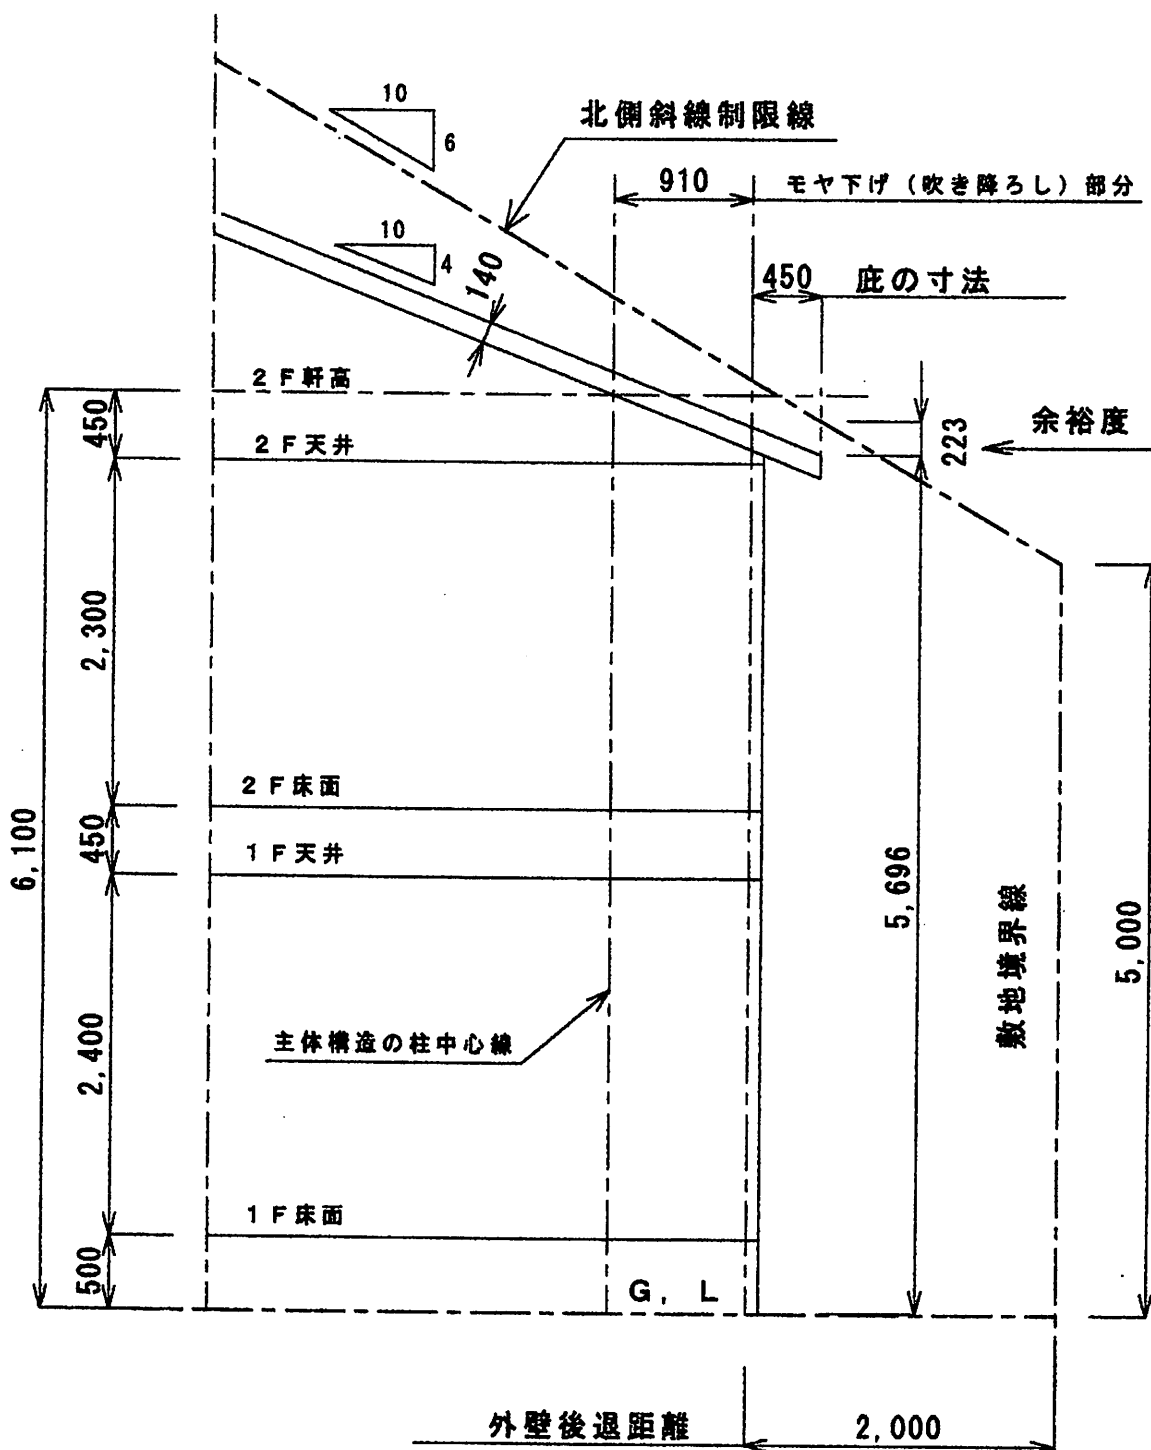 10
6
北側斜線制限線
910
モヤ下げ（吹き降ろし）部分
10
4
140
450
庇の寸法
2F軒高
450
2F天井
223
余裕度
2,300
2F床面
6,100
450
1F天井
5,696
敷地境界線
5,000
2,400
主体構造の柱中心線
1F床面
500
G, L
外壁後退距離
2,000